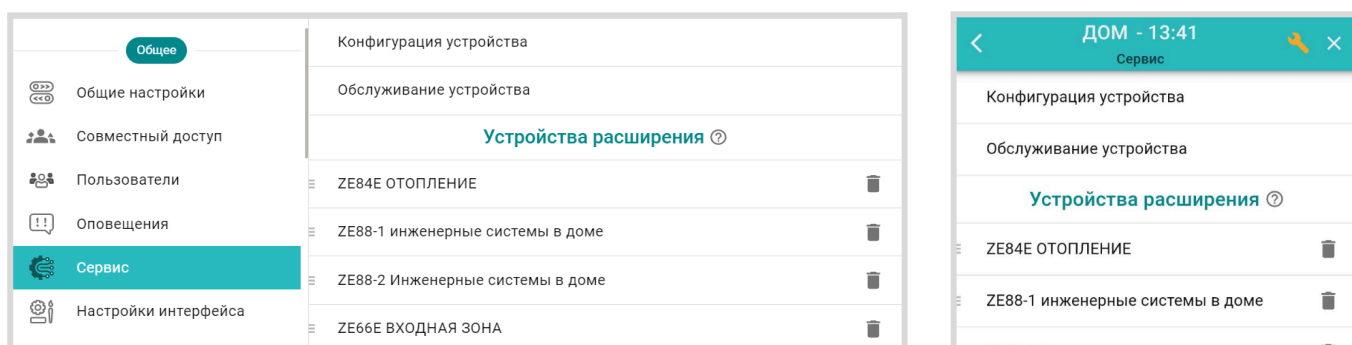 Общее
Общие настройки
Совместный доступ
Пользователи
Оповещения
Сервис
Настройки интерфейса
Конфигурация устройства
Обслуживание устройства
Устройства расширения
ZE84E ОТОПЛЕНИЕ
ZE88-1 инженерные системы в доме
ZE88-2 Инженерные системы в доме
ZE66E ВХОДНАЯ ЗОНА
ДОМ - 13:41
Сервис
Конфигурация устройства
Обслуживание устройства
Устройства расширения
ZE84E ОТОПЛЕНИЕ
ZE88-1 инженерные системы в доме